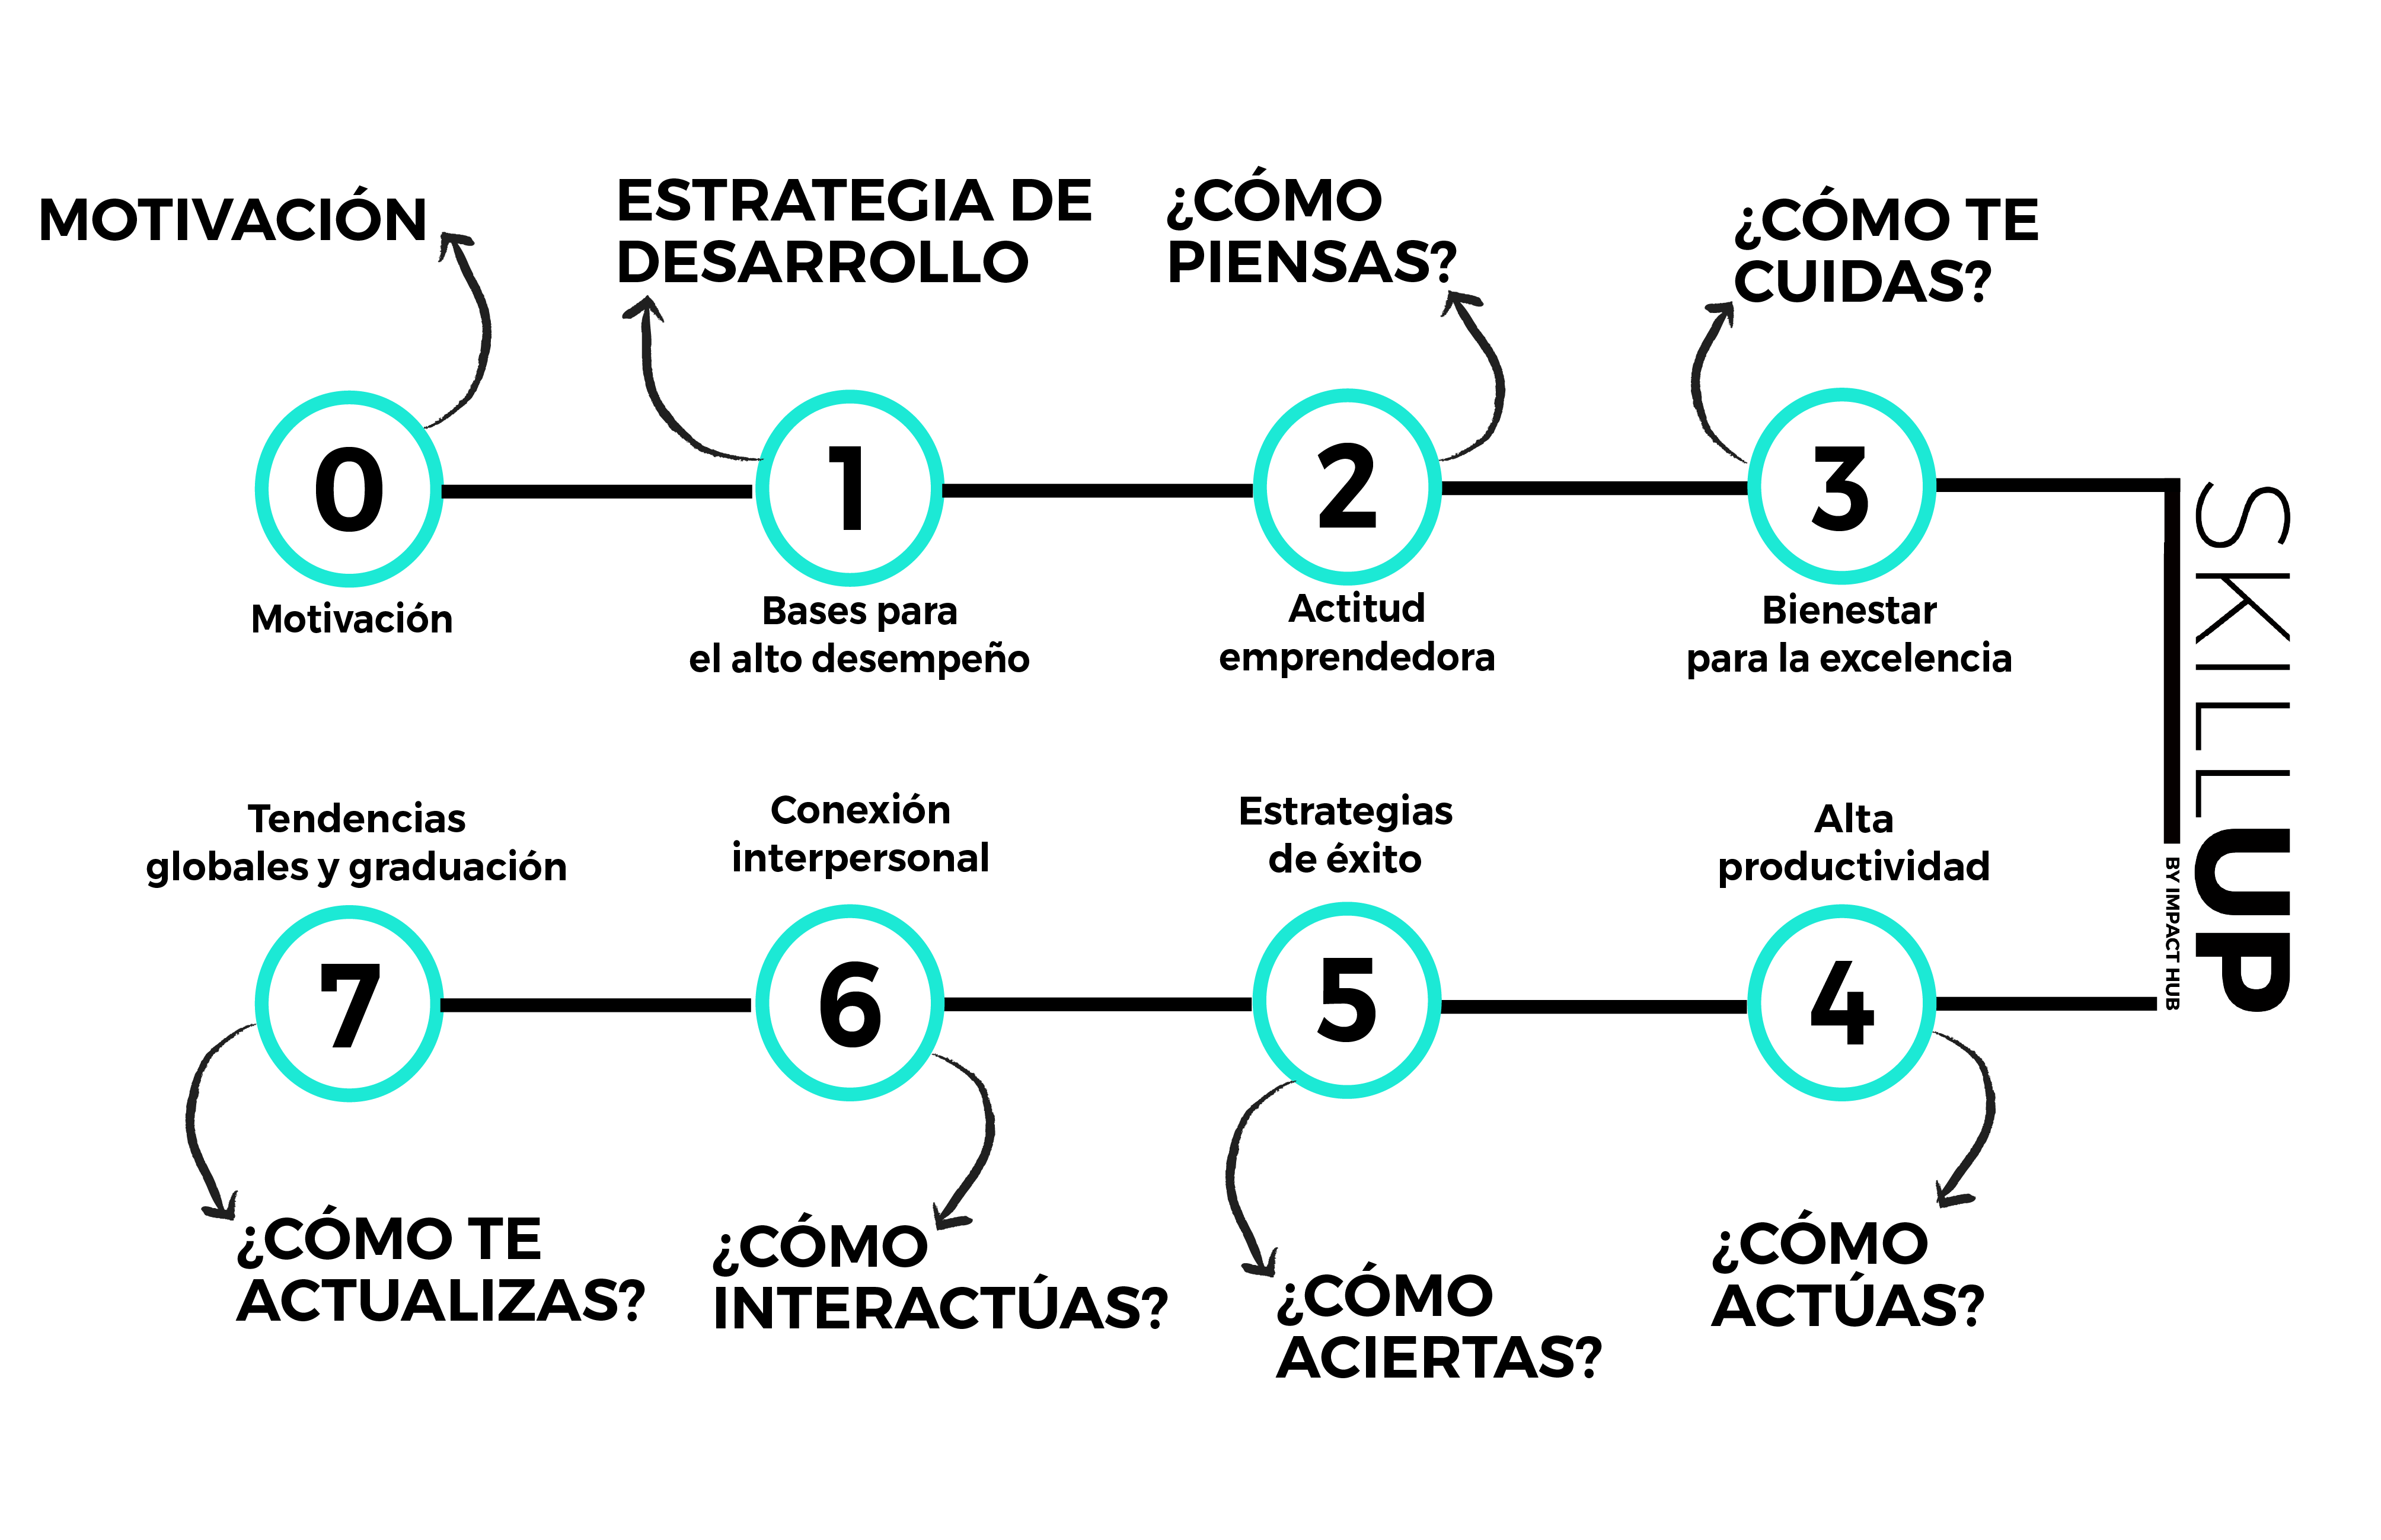 MOTIVACIÓN
ESTRATEGIA DE
DESARROLLO
¿CÓMO
PIENSAS?
¿CÓMO TE
CUIDAS?
0
1
2
3
Motivación
Bases para
el alto desempeño
Actitud
emprendedora
Bienestar
para la excelencia
SKILLUP
BY IMPACT HUB
Tendencias
globales y graduación
Conexión
interpersonal
Estrategias
de éxito
Alta
productividad
7
6
5
4
¿CÓMO TE
ACTUALIZAS?
¿CÓMO
INTERACTÚAS?
¿CÓMO
ACIERTAS?
¿CÓMO
ACTÚAS?